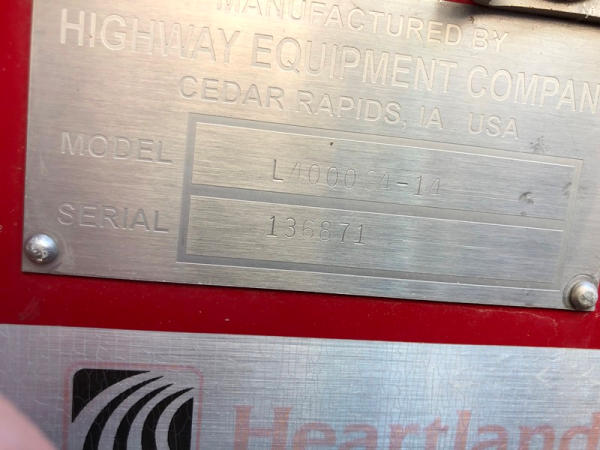 MANUFACTURED BY
HIGHWAY EQUIPMENT COMPAN
CEDAR RAPIDS, IA USA
MODEL
SERIAL 136871
Heartland